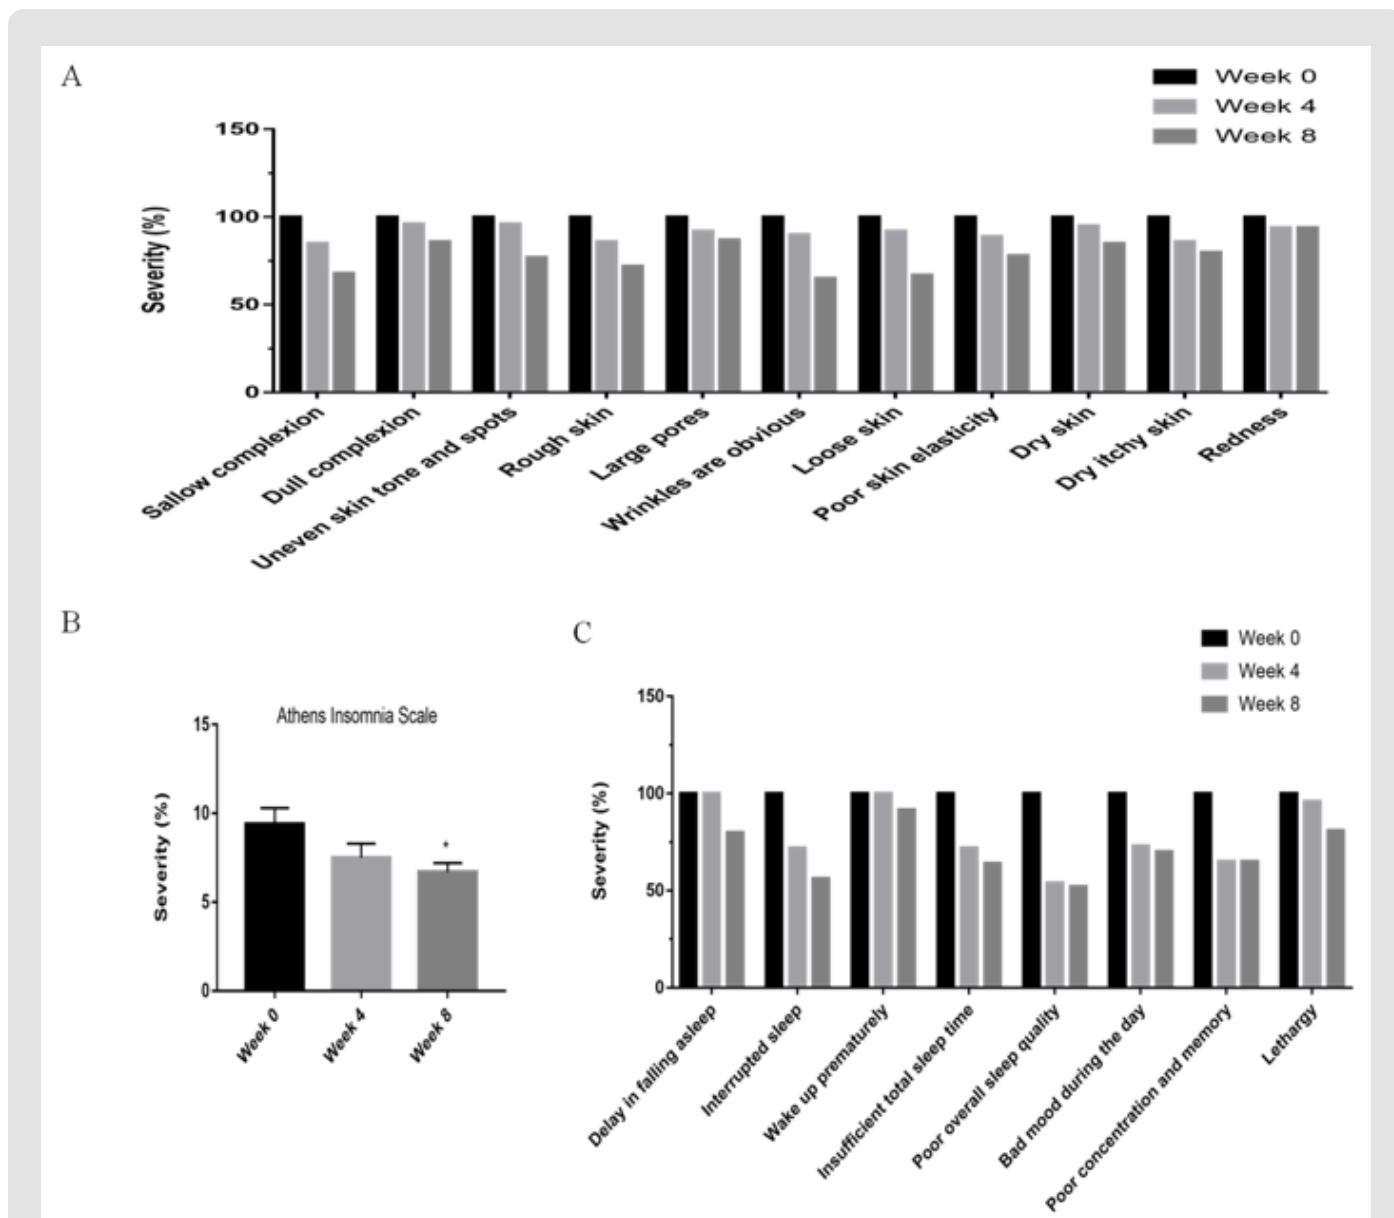 A
Week 0
Week 4
Week 8
150
100
50
0
Severity (%)
Sallow complexion
Dull complexion
Uneven skin tone and spots
Rough skin
Large pores
Wrinkles are obvious
Loose skin
Poor skin elasticity
Dry skin
Dry itchy skin
Redness
B
Athens Insomnia Scale
15
10
5
0
Severity (%)
*
Week 0
Week 4
Week 8
C
Week 0
Week 4
Week 8
150
100
50
0
Severity (%)
Delay in falling asleep
Interrupted sleep
Wake up prematurely
Insufficient total sleep time
Poor overall sleep quality
Bad mood during the day
Poor concentration and memory
Lethargy